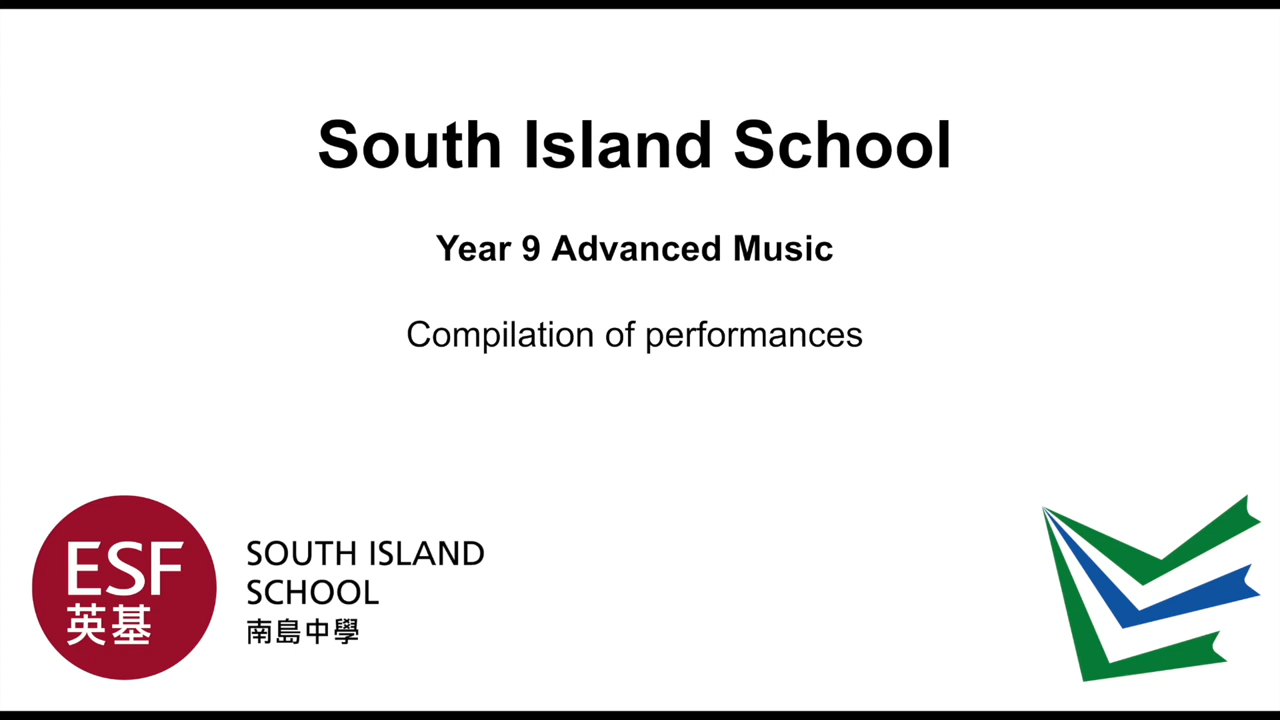 South Island School
Year 9 Advanced Music
Compilation of performances
ESF
英基
SOUTH ISLAND
SCHOOL
南島中學